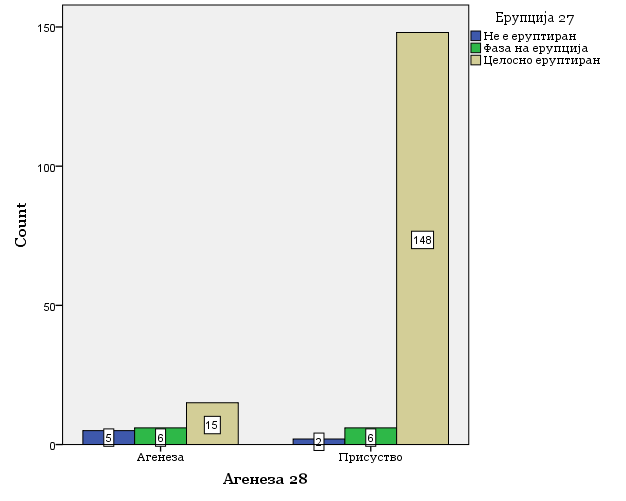 Ерупција 27
Не е еруптиран
Фаза на ерупција
Целосно еруптиран
150
100
50
0
Count
5
6
15
2
6
148
Агенеза
Присуство
Агенеза 28